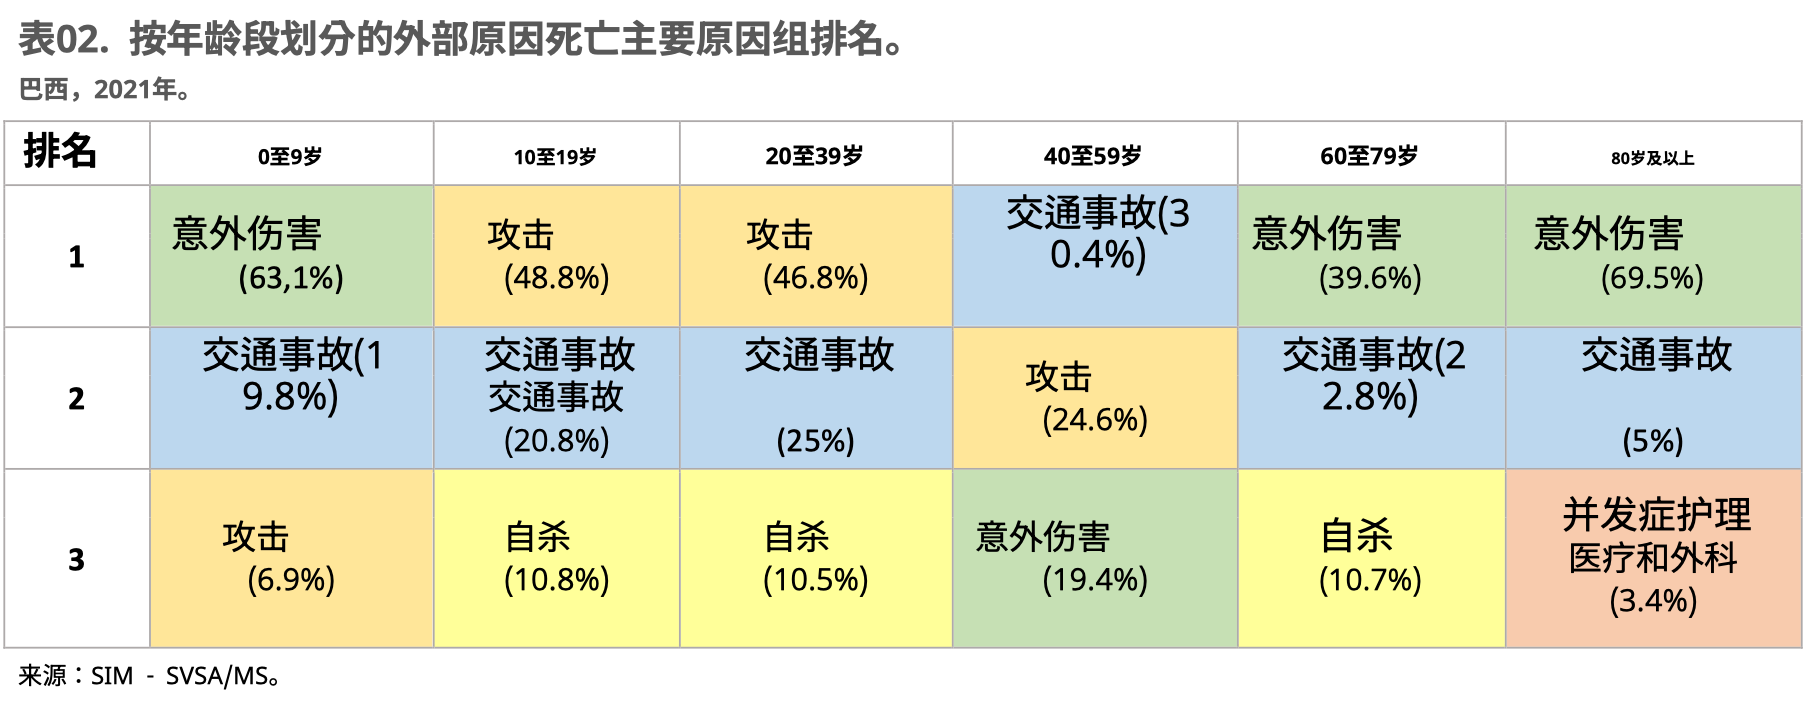 表02. 按年龄段划分的外部原因死亡主要原因组排名。
巴西，2021年。
排名
0至9岁
10至19岁
20至39岁
40至59岁
60至79岁
80岁及以上
1
意外伤害
(63,1%)
攻击
(48.8%)
攻击
(46.8%)
交通事故(3
0.4%)
意外伤害
(39.6%)
意外伤害
(69.5%)
2
交通事故(1
9.8%)
交通事故
交通事故
(20.8%)
交通事故
(25%)
攻击
(24.6%)
交通事故(2
2.8%)
交通事故
(5%)
3
攻击
(6.9%)
自杀
(10.8%)
自杀
(10.5%)
意外伤害
(19.4%)
自杀
(10.7%)
并发症护理
医疗和外科
(3.4%)
来源：SIM - SVSA/MS。